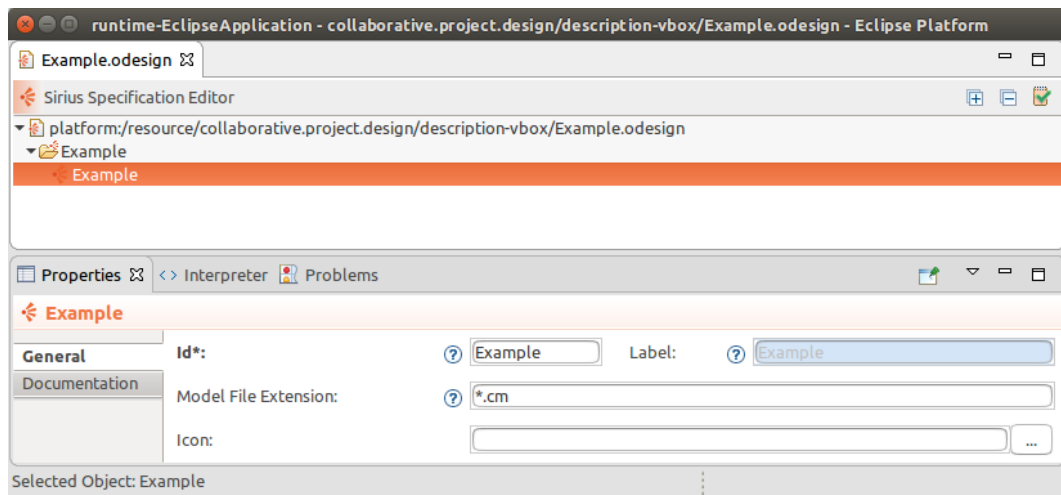 runtime-EclipseApplication - collaborative.project.design/description-vbox/Example.odesign - Eclipse Platform
Example.odesign
Sirius Specification Editor
platform:/resource/collaborative.project.design/description-vbox/Example.odesign
Example
Example
Properties <> Interpreter Problems
Example
General Id*: ? Example Label: ? Example
Documentation
Model File Extension: ? *.cm
Icon: ...
Selected Object: Example